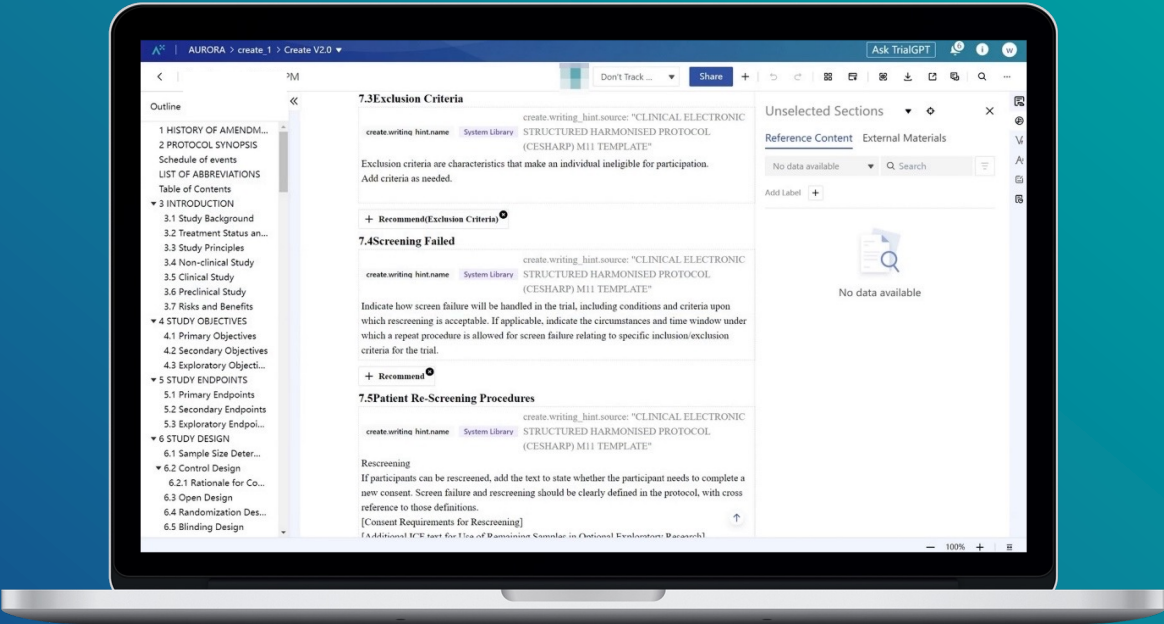 AURORA > create_1 > Create V2.0
Ask TrialGPT
6
W
PM
Don't Track ...
Share
Outline
1 HISTORY OF AMENDM...
2 PROTOCOL SYNOPSIS
Schedule of events
LIST OF ABBREVIATIONS
Table of Contents
3 INTRODUCTION
3.1 Study Background
3.2 Treatment Status an...
3.3 Study Principles
3.4 Non-clinical Study
3.5 Clinical Study
3.6 Preclinical Study
3.7 Risks and Benefits
4 STUDY OBJECTIVES
4.1 Primary Objectives
4.2 Secondary Objectives
4.3 Exploratory Objecti...
5 STUDY ENDPOINTS
5.1 Primary Endpoints
5.2 Secondary Endpoints
5.3 Exploratory Endpoi...
6 STUDY DESIGN
6.1 Sample Size Deter...
6.2 Control Design
6.2.1 Rationale for Co...
6.3 Open Design
6.4 Randomization Des...
6.5 Blinding Design
7.3Exclusion Criteria
create.writing_hint.name System Library create.writing_hint.source: "CLINICAL ELECTRONIC
STRUCTURED HARMONISED PROTOCOL
(CESHARP) M11 TEMPLATE"
Exclusion criteria are characteristics that make an individual ineligible for participation.
Add criteria as needed.
+ Recommend(Exclusion Criteria)
7.4Screening Failed
create.writing_hint.name System Library create.writing_hint.source: "CLINICAL ELECTRONIC
STRUCTURED HARMONISED PROTOCOL
(CESHARP) M11 TEMPLATE"
Indicate how screen failure will be handled in the trial, including conditions and criteria upon
which rescreening is acceptable. If applicable, indicate the circumstances and time window under
which a repeat procedure is allowed for screen failure relating to specific inclusion/exclusion
criteria for the trial.
+ Recommend
7.5Patient Re-Screening Procedures
create.writing_hint.name System Library create.writing_hint.source: "CLINICAL ELECTRONIC
STRUCTURED HARMONISED PROTOCOL
(CESHARP) M11 TEMPLATE"
Rescreening
If participants can be rescreened, add the text to state whether the participant needs to complete a
new consent. Screen failure and rescreening should be clearly defined in the protocol, with cross
reference to those definitions.
[Consent Requirements for Rescreening]
[Additional ICF text for Use of Remaining Samples in Optional Exploratory Research]
Unselected Sections
Reference Content External Materials
No data available
Search
Add Label +
No data available
100%